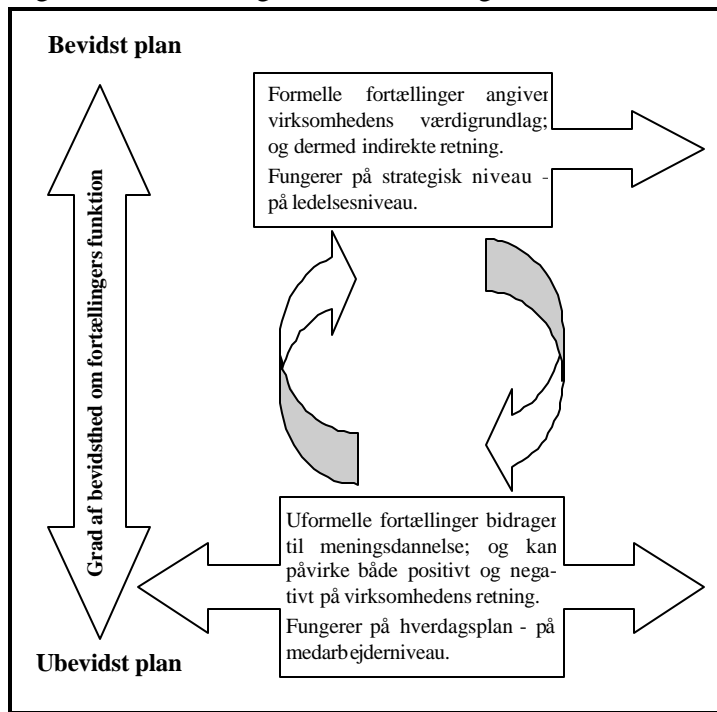 Bevidst plan
Formelle fortællinger angiver
virksomhedens værdigrundlag;
og dermed indirekte retning.
Fungerer på strategisk niveau -
på ledelsesniveau.
Grad af bevidsthed om fortællingers funktion
Uformelle fortællinger bidrager
til meningsdannelse; og kan
påvirke både positivt og nega-
tivt på virksomhedens retning.
Fungerer på hverdagsplan - på
medarbejderniveau.
Ubevidst plan